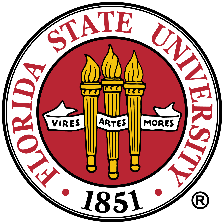 FLORIDA STATE UNIVERSITY
VIRES ARTES MORES
· 1851 ·
®